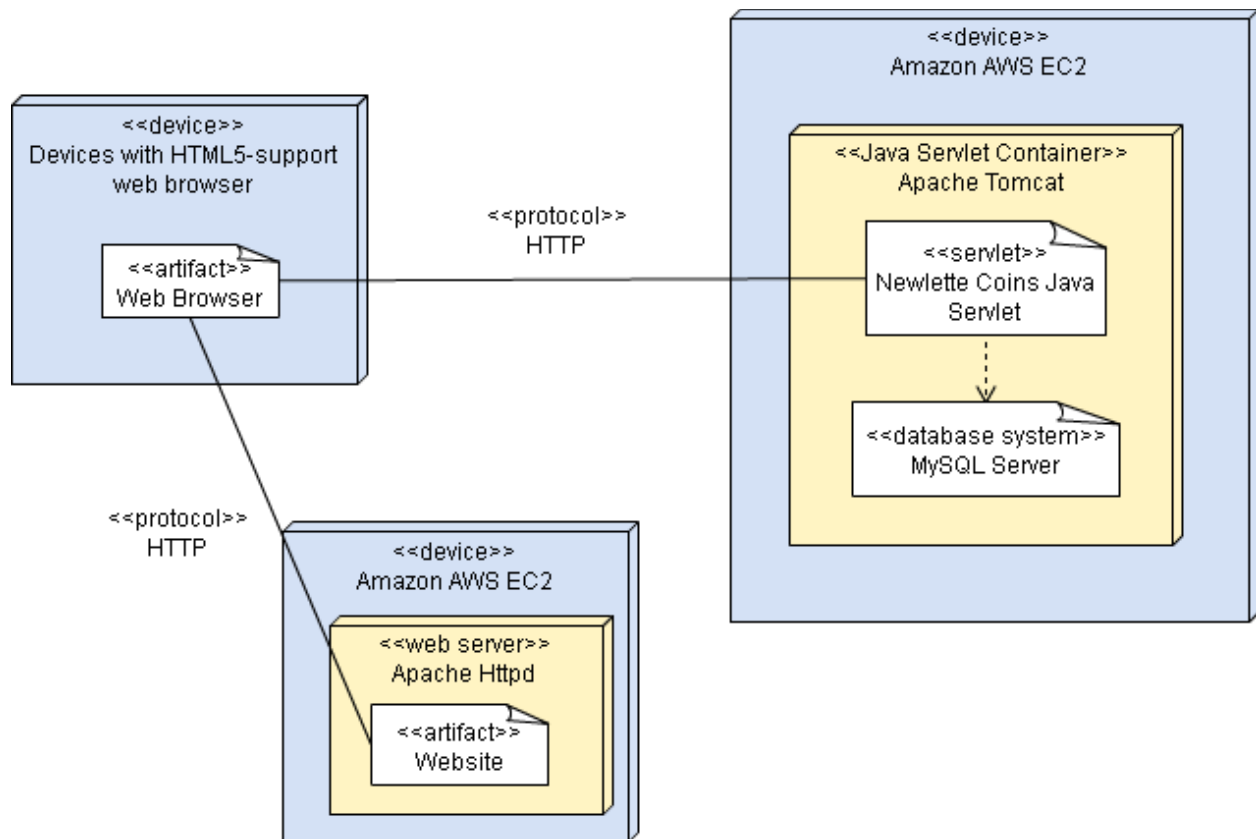 <<device>>
Amazon AWS EC2
<<device>>
Devices with HTML5-support
web browser
<<Java Servlet Container>>
Apache Tomcat
<<protocol>>
HTTP
<<artifact>>
Web Browser
<<servlet>>
Newlette Coins Java
Servlet
<<database system>>
MySQL Server
<<protocol>>
HTTP
<<device>>
Amazon AWS EC2
<<web server>>
Apache Httpd
<<artifact>>
Website